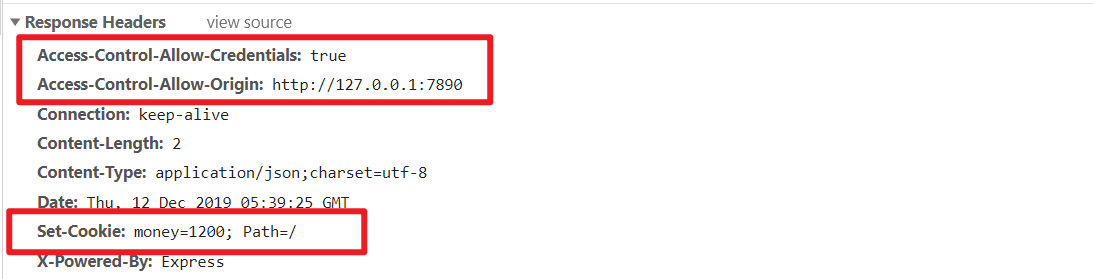 Response Headers view source
Access-Control-Allow-Credentials: true
Access-Control-Allow-Origin: http://127.0.0.1:7890
Connection: keep-alive
Content-Length: 2
Content-Type: application/json;charset=utf-8
Date: Thu, 12 Dec 2019 05:39:25 GMT
Set-Cookie: money=1200; Path=/
X-Powered-By: Express